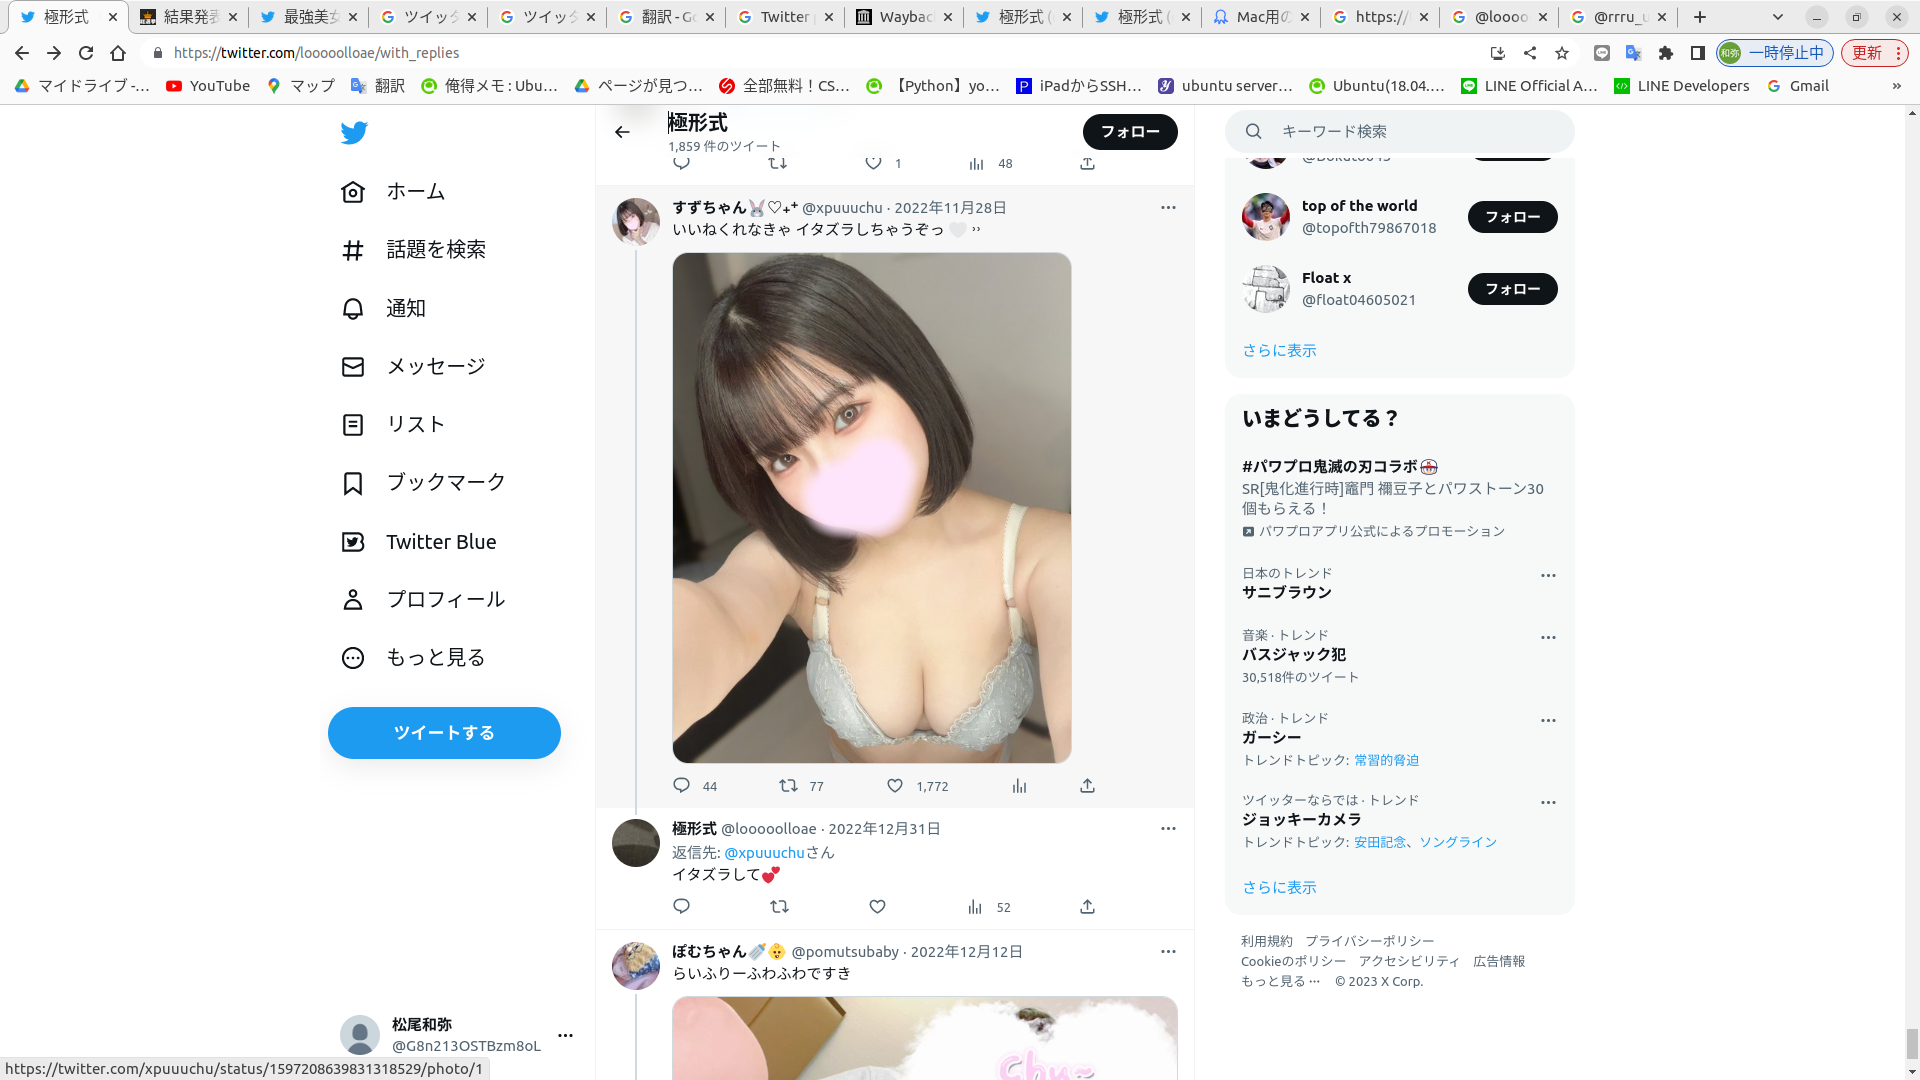 極形式
結果発表
最強美女
ツイッタ
ツイッタ
翻訳 - Go
Twitter
Wayback
極形式 (
極形式 (
Mac用の
https://
@loooo
@rrru_u
https://twitter.com/looooolloae/with_replies
一時停止中
更新
マイドライブ -…
YouTube
マップ
翻訳
俺得メモ : Ubu…
ページが見つ…
全部無料！CS…
【Python】yo…
iPadからSSH…
ubuntu server…
Ubuntu(18.04.…
LINE Official A…
LINE Developers
Gmail
ホーム
話題を検索
通知
メッセージ
リスト
ブックマーク
Twitter Blue
プロフィール
もっと見る
ツイートする
松尾和弥
@G8n213OSTBzm8oL
https://twitter.com/xpuuuchu/status/1597208639831318529/photo/1
極形式
1,859 件のツイート
フォロー
1
48
すずちゃん🐰♡₊⁺ @xpuuuchu · 2022年11月28日
いいねくれなきゃ イタズラしちゃうぞっ 🤍 ››
44
77
1,772
極形式 @looooolloae · 2022年12月31日
返信先: @xpuuuchuさん
イタズラして💕
52
ぽむちゃん🍼👶 @pomutsubaby · 2022年12月12日
らいふりーふわふわですき
Chu~
キーワード検索
top of the world
@topofth79867018
フォロー
Float x
@float04605021
フォロー
さらに表示
いまどうしてる？
#パワプロ鬼滅の刃コラボ
SR[鬼化進行時]竈門 禰豆子とパワストーン30
個もらえる！
パワプロアプリ公式によるプロモーション
日本のトレンド
サニブラウン
音楽 · トレンド
バスジャック犯
30,518件のツイート
政治 · トレンド
ガーシー
トレンドトピック: 常習的脅迫
ツイッターならでは · トレンド
ジョッキーカメラ
トレンドトピック: 安田記念、ソングライン
さらに表示
利用規約 プライバシーポリシー
Cookieのポリシー アクセシビリティ 広告情報
もっと見る ··· © 2023 X Corp.